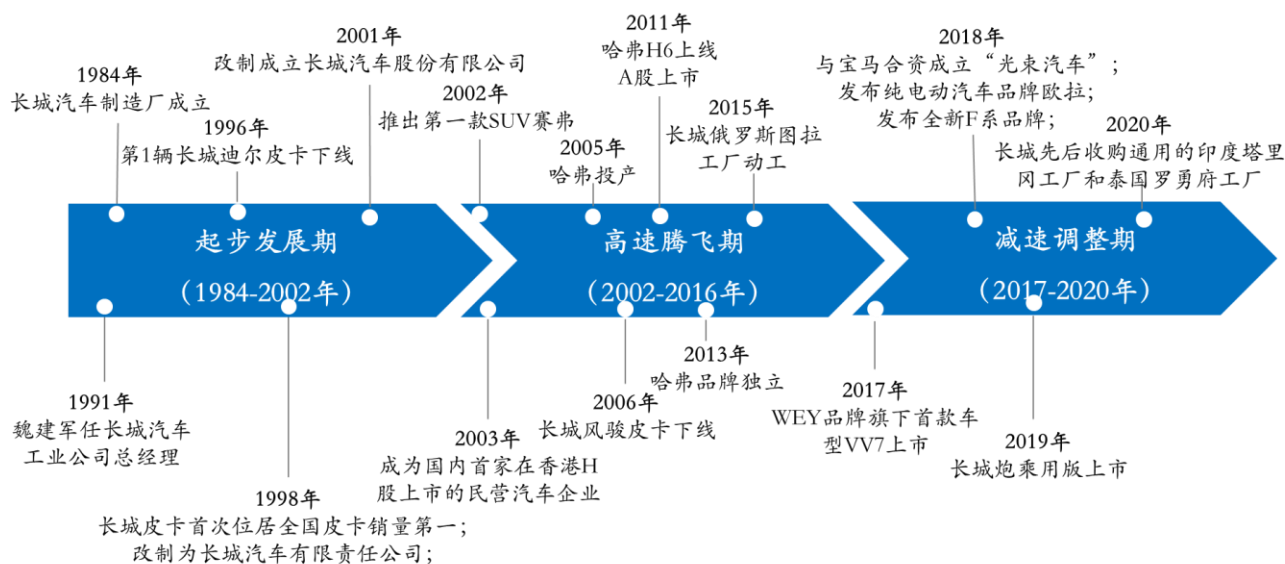 1984年
长城汽车制造厂成立
1996年
第1辆长城迪尔皮卡下线
2001年
改制成立长城汽车股份有限公司
2002年
推出第一款SUV赛弗
2005年
哈弗投产
2011年
哈弗H6上线
A股上市
2015年
长城俄罗斯图拉
工厂动工
2018年
与宝马合资成立“光束汽车”;
发布纯电动汽车品牌欧拉;
发布全新F系品牌;
2020年
长城先后收购通用的印度塔里
冈工厂和泰国罗勇府工厂
起步发展期
(1984-2002年)
高速腾飞期
(2002-2016年)
减速调整期
(2017-2020年)
1991年
魏建军任长城汽车
工业公司总经理
1998年
长城皮卡首次位居全国皮卡销量第一;
改制为长城汽车有限责任公司;
2003年
成为国内首家在香港H
股上市的民营汽车企业
2006年
长城风骏皮卡下线
2013年
哈弗品牌独立
2017年
WEY品牌旗下首款车
型VV7上市
2019年
长城炮乘用版上市